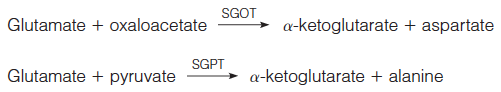 SGOT
Glutamate + oxaloacetate → α-ketoglutarate + aspartate
SGPT
Glutamate + pyruvate → α-ketoglutarate + alanine